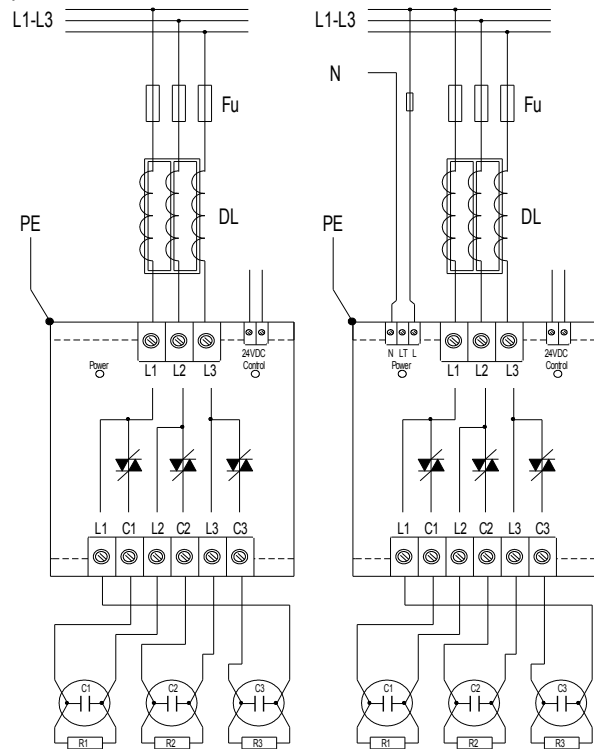 L1-L3
Fu
DL
PE
24VDC
Control
Power
L1 L2 L3
L1 C1 L2 C2 L3 C3
C1 C2 C3
R1 R2 R3
L1-L3
N
Fu
DL
PE
N LT L
Power
24VDC
Control
L1 L2 L3
L1 C1 L2 C2 L3 C3
C1 C2 C3
R1 R2 R3